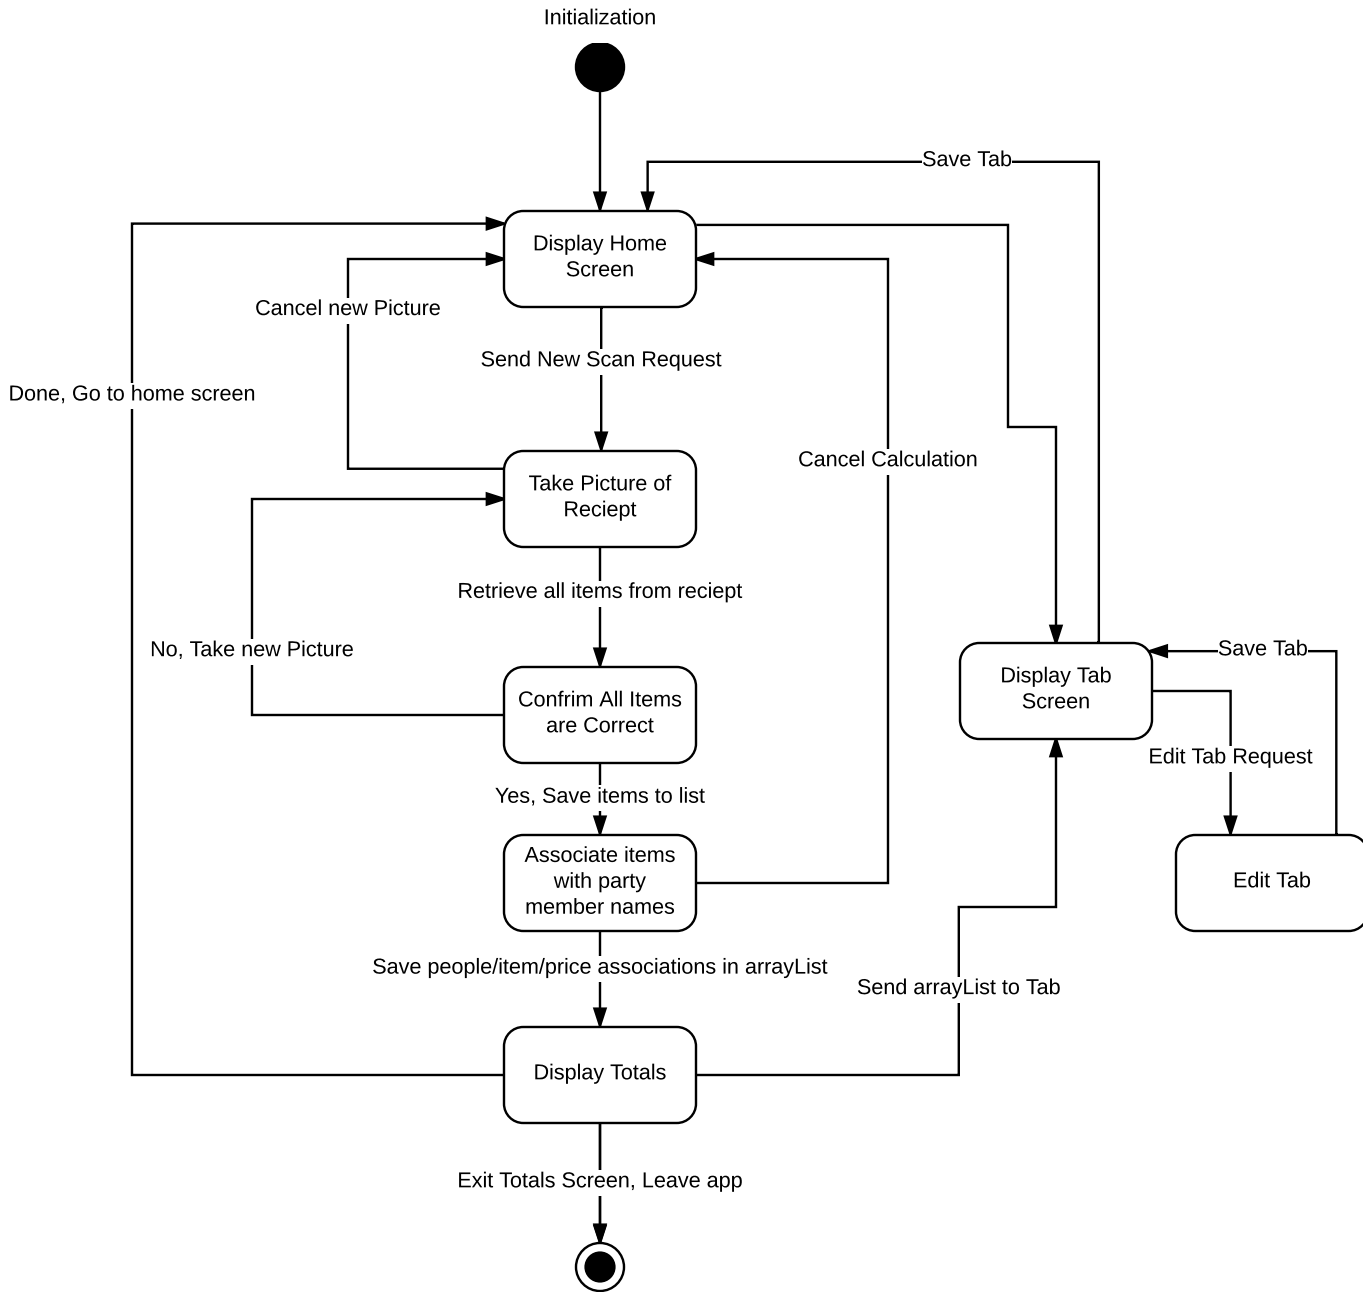 Initialization
Save Tab
Display Home
Screen
Cancel new Picture
Send New Scan Request
Done, Go to home screen
Cancel Calculation
Take Picture of
Reciept
Retrieve all items from reciept
No, Take new Picture
Save Tab
Display Tab
Screen
Confrim All Items
are Correct
Edit Tab Request
Yes, Save items to list
Associate items
with party
member names
Edit Tab
Save people/item/price associations in arrayList
Send arrayList to Tab
Display Totals
Exit Totals Screen, Leave app